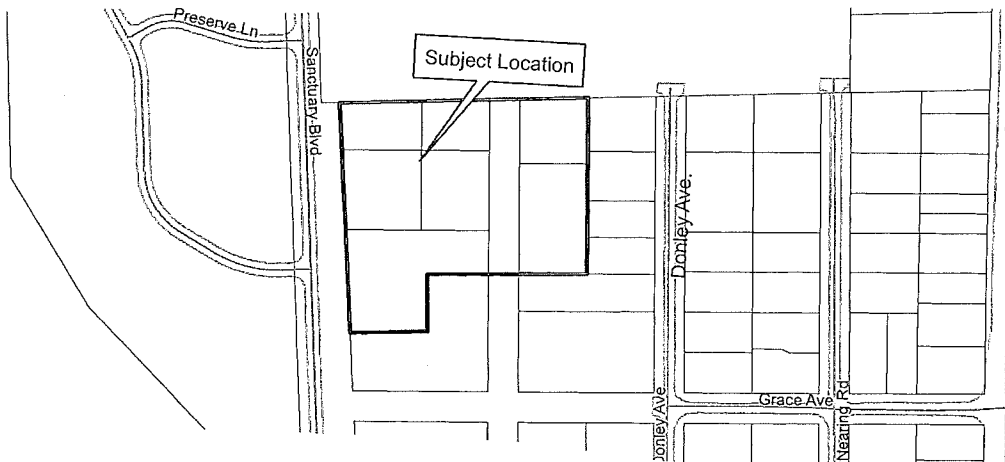 Preserve Ln
Sanctuary Blvd
Subject Location
Donley Ave.
Donley Ave
Grace Ave
Nearing Rd